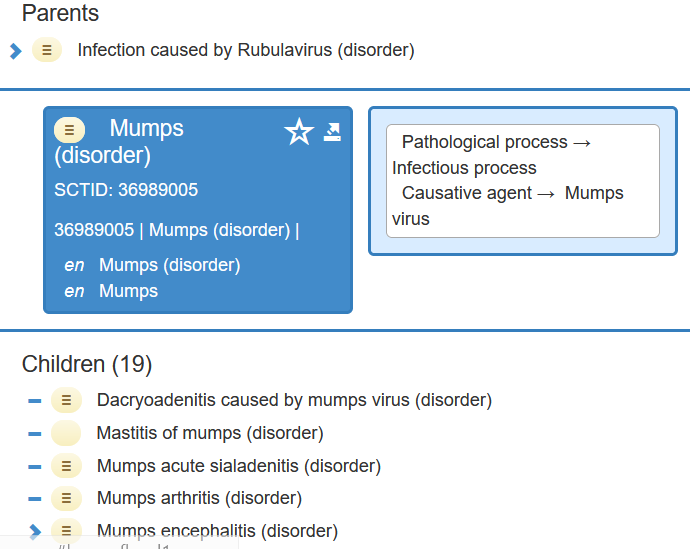 Parents
Infection caused by Rubulavirus (disorder)
Mumps
(disorder)
SCTID: 36989005
36989005 | Mumps (disorder) |
en Mumps (disorder)
en Mumps
Pathological process →
Infectious process
Causative agent → Mumps
virus
Children (19)
Dacryoadenitis caused by mumps virus (disorder)
Mastitis of mumps (disorder)
Mumps acute sialadenitis (disorder)
Mumps arthritis (disorder)
Mumps encephalitis (disorder)